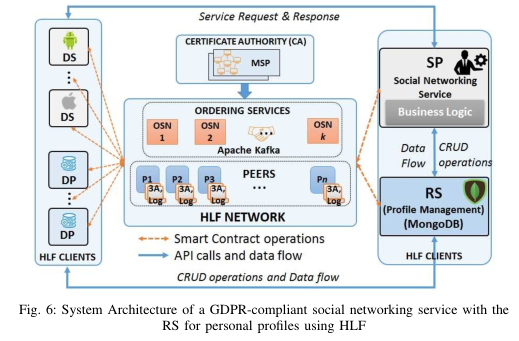 Service Request & Response
DS
DS
DP
DP
HLF CLIENTS
CERTIFICATE AUTHORITY (CA)
MSP
ORDERING SERVICES
OSN 1
OSN 2
OSN k
Apache Kafka
PEERS
P1
P2
P3
...
Pn
3A, Log
3A, Log
3A, Log
3A, Log
HLF NETWORK
Smart Contract operations
API calls and data flow
SP
Social Networking
Service
Business Logic
Data
Flow
CRUD
operations
RS
(Profile Management)
(MongoDB)
HLF CLIENTS
CRUD operations and Data flow
Fig. 6: System Architecture of a GDPR-compliant social networking service with the
RS for personal profiles using HLF